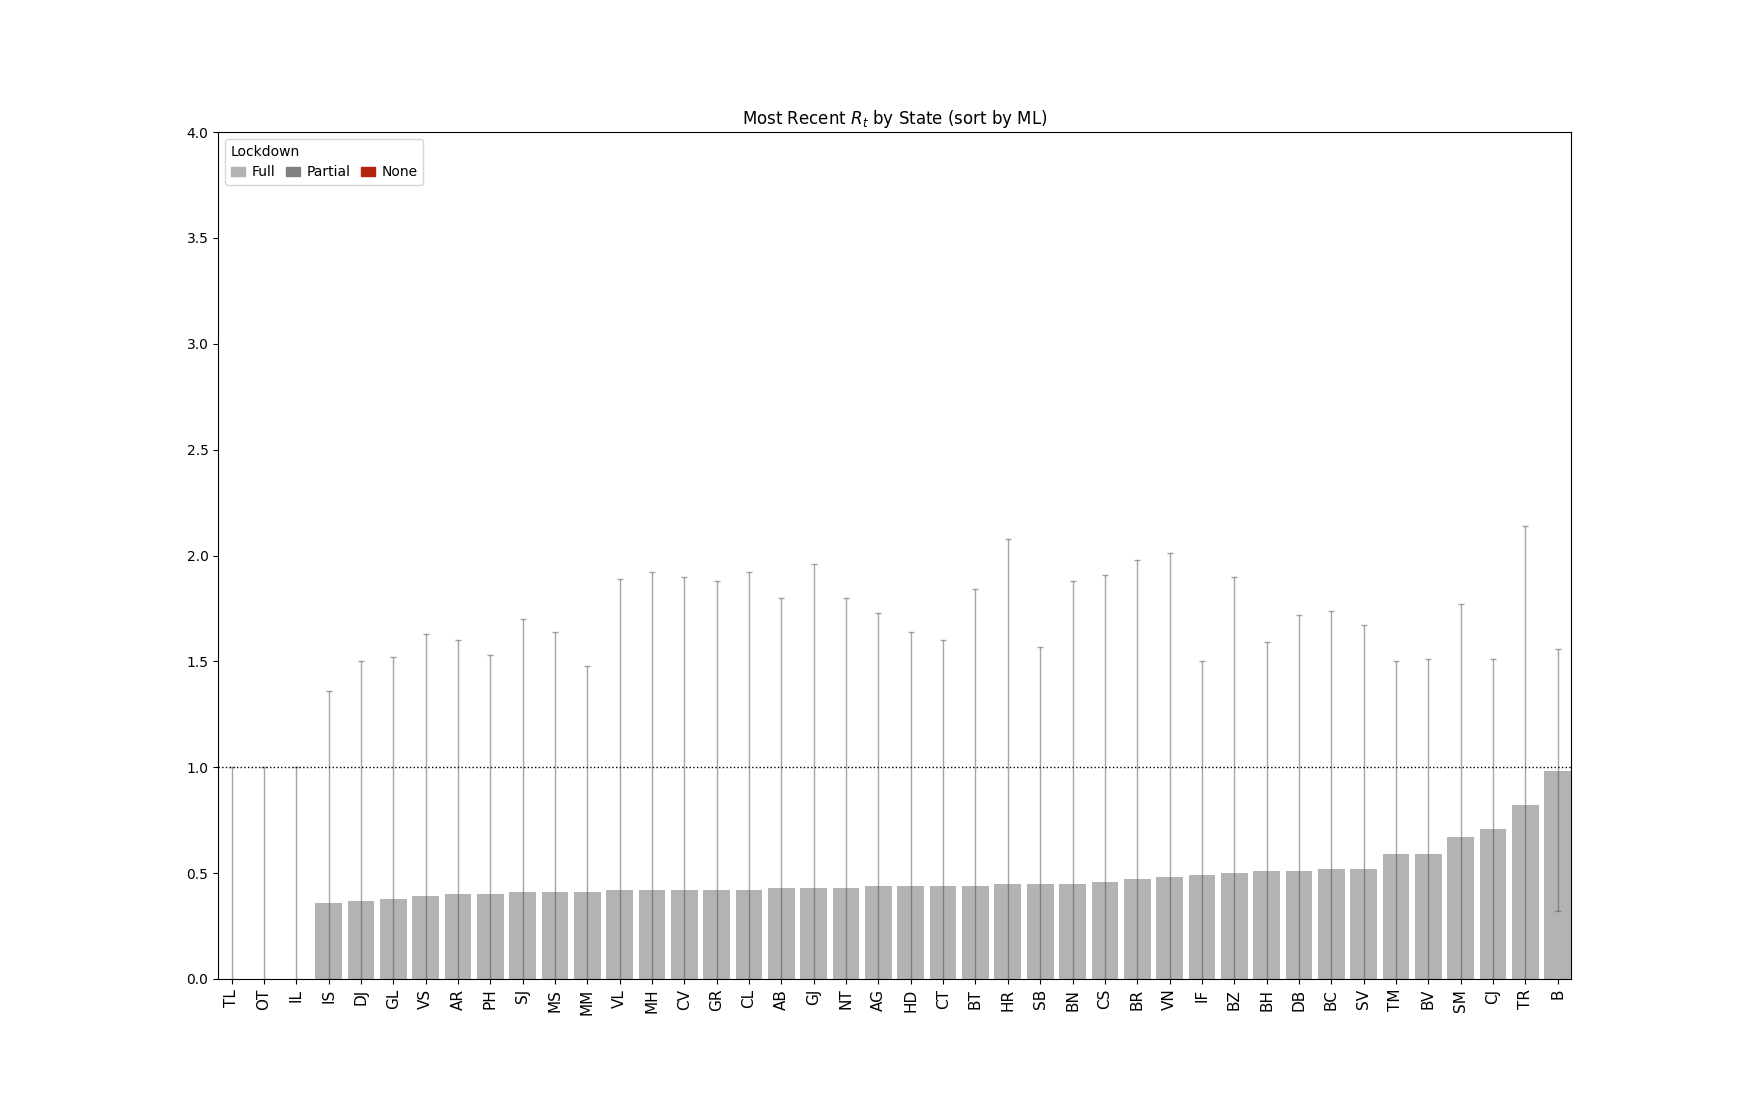 Most Recent R_t by State (sort by ML)
4.0
Lockdown
Full Partial None
3.5
3.0
2.5
2.0
1.5
1.0
0.5
0.0
TL OT IL IS DJ GL VS AR PH SJ MS MM VL MH CV GR CL AB GJ NT AG HD CT BT HR SB BN CS BR VN IF BZ BH DB BC SV TM BV SM CJ TR B